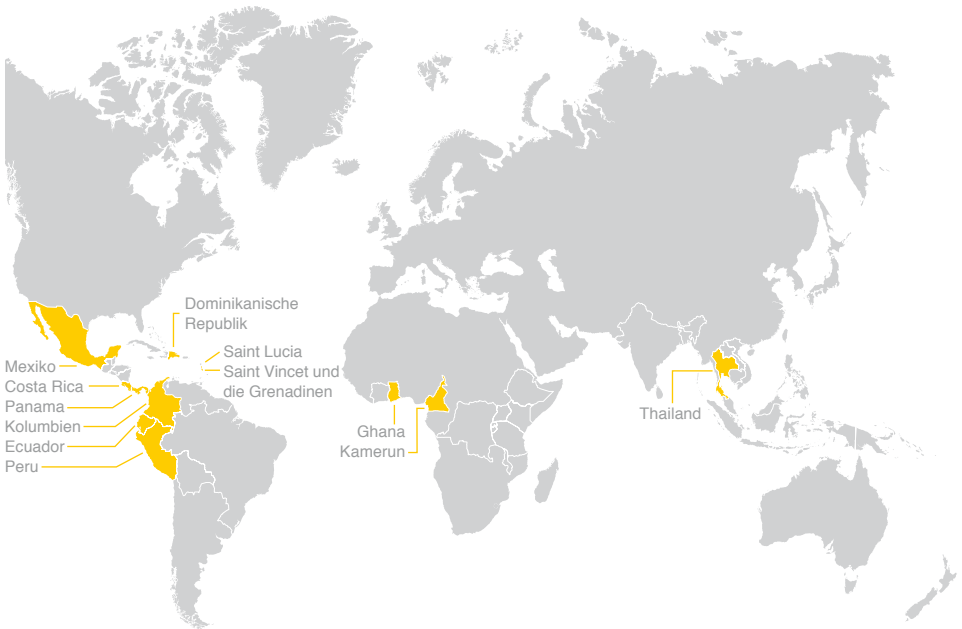 Dominikanische
Republik
Saint Lucia
Saint Vincet und
die Grenadinen
Mexiko
Costa Rica
Panama
Kolumbien
Ecuador
Peru
Ghana
Kamerun
Thailand